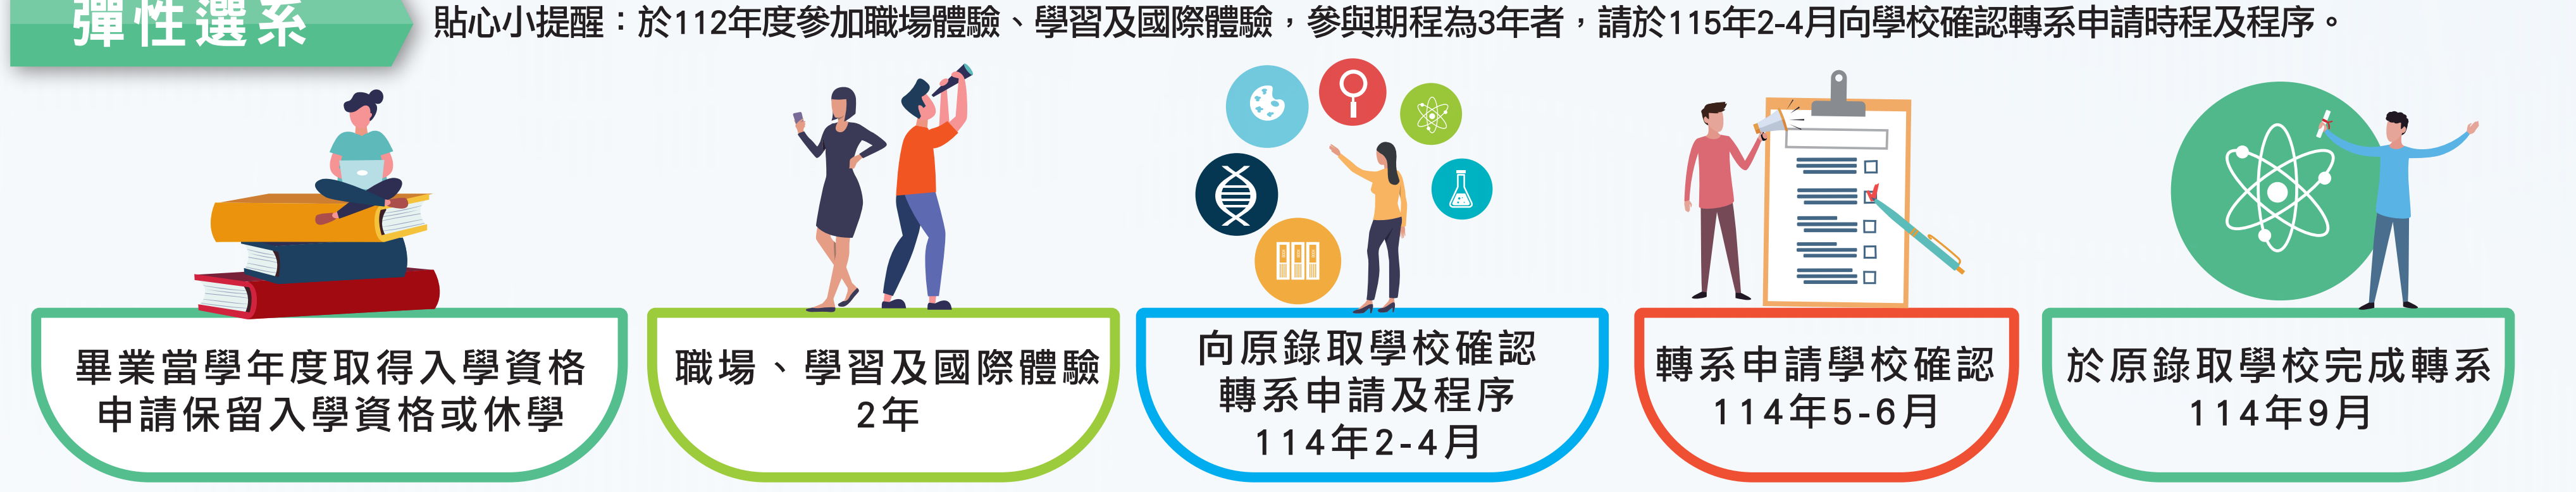 彈性選系
貼心小提醒：於112年度參加職場體驗、學習及國際體驗，參與期程為3年者，請於115年2-4月向學校確認轉系申請時程及程序。
畢業當學年度取得入學資格
申請保留入學資格或休學
職場、學習及國際體驗
2年
向原錄取學校確認
轉系申請及程序
114年2-4月
轉系申請學校確認
114年5-6月
於原錄取學校完成轉系
114年9月